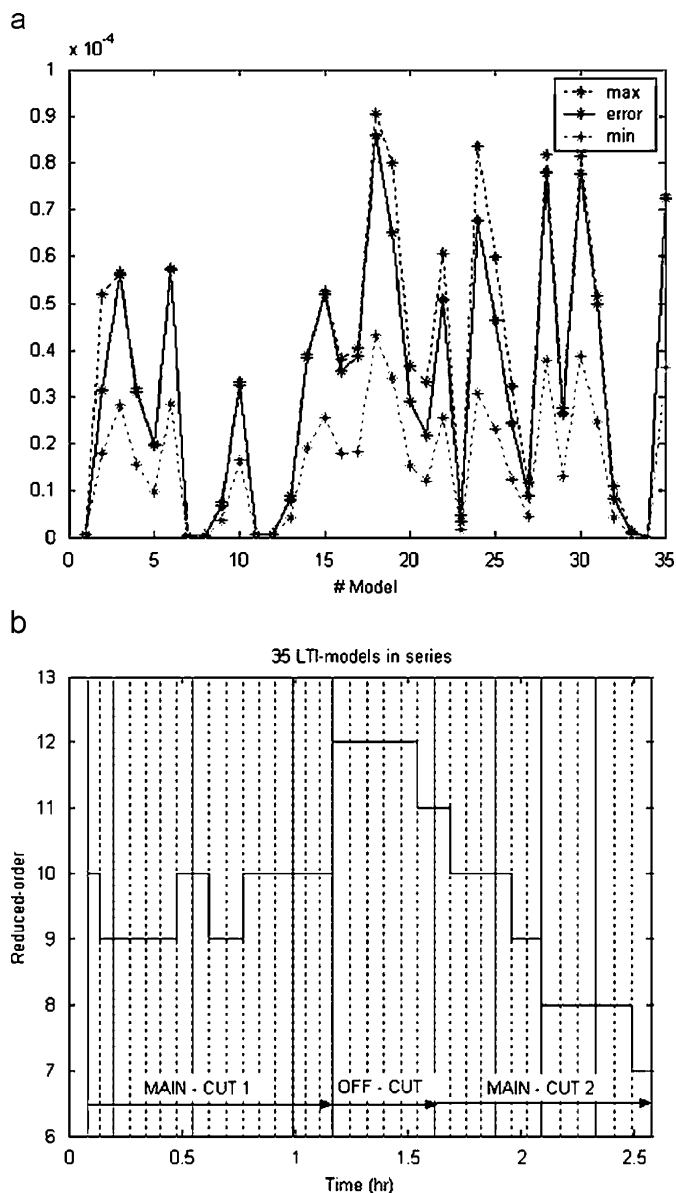 a
x 10-4
1
0.9
0.8
0.7
0.6
0.5
0.4
0.3
0.2
0.1
0
max
error
min
0 5 10 15 20 25 30 35
# Model
b
35 LTI-models in series
13
12
11
10
9
8
7
6
Reduced-order
MAIN - CUT 1 OFF - CUT MAIN - CUT 2
0 0.5 1 1.5 2 2.5
Time (hr)